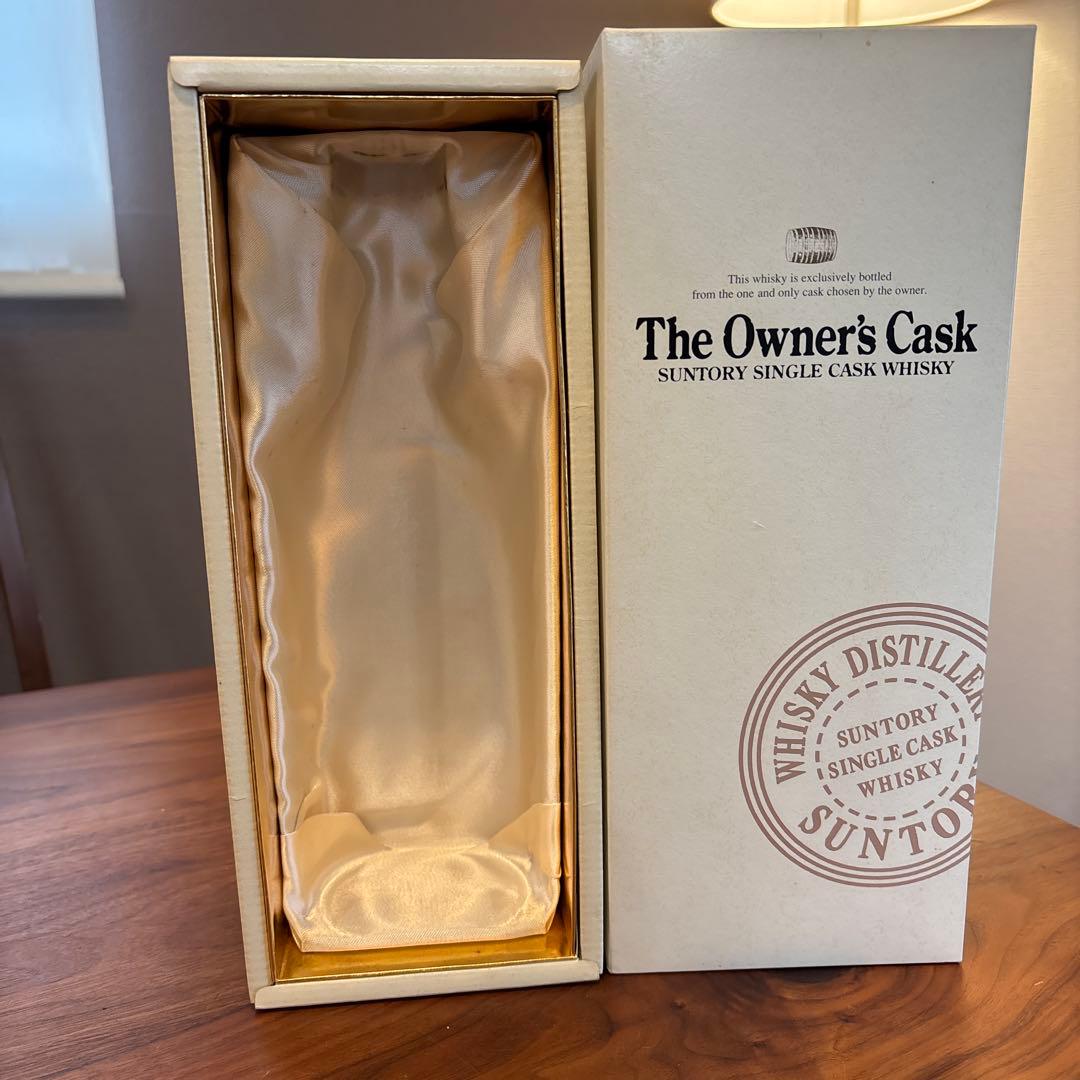 This whisky is exclusively bottled
from the one and only cask chosen by the owner.
The Owner's Cask
SUNTORY SINGLE CASK WHISKY
WHISKY DISTILLER
SUNTORY
SINGLE CASK
WHISKY
SUNTOR